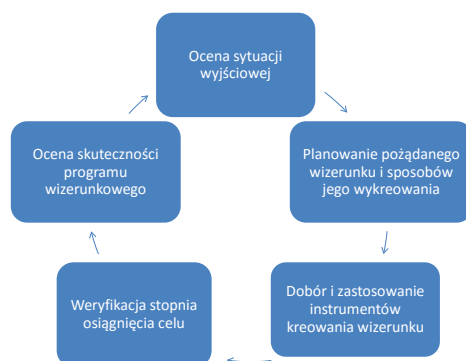 Ocena sytuacji
wyjściowej
Planowanie pożądanego
wizerunku i sposobów
jego wykreowania
Dobór i zastosowanie
instrumentów
kreowania wizerunku
Weryfikacja stopnia
osiągnięcia celu
Ocena skuteczności
programu
wizerunkowego